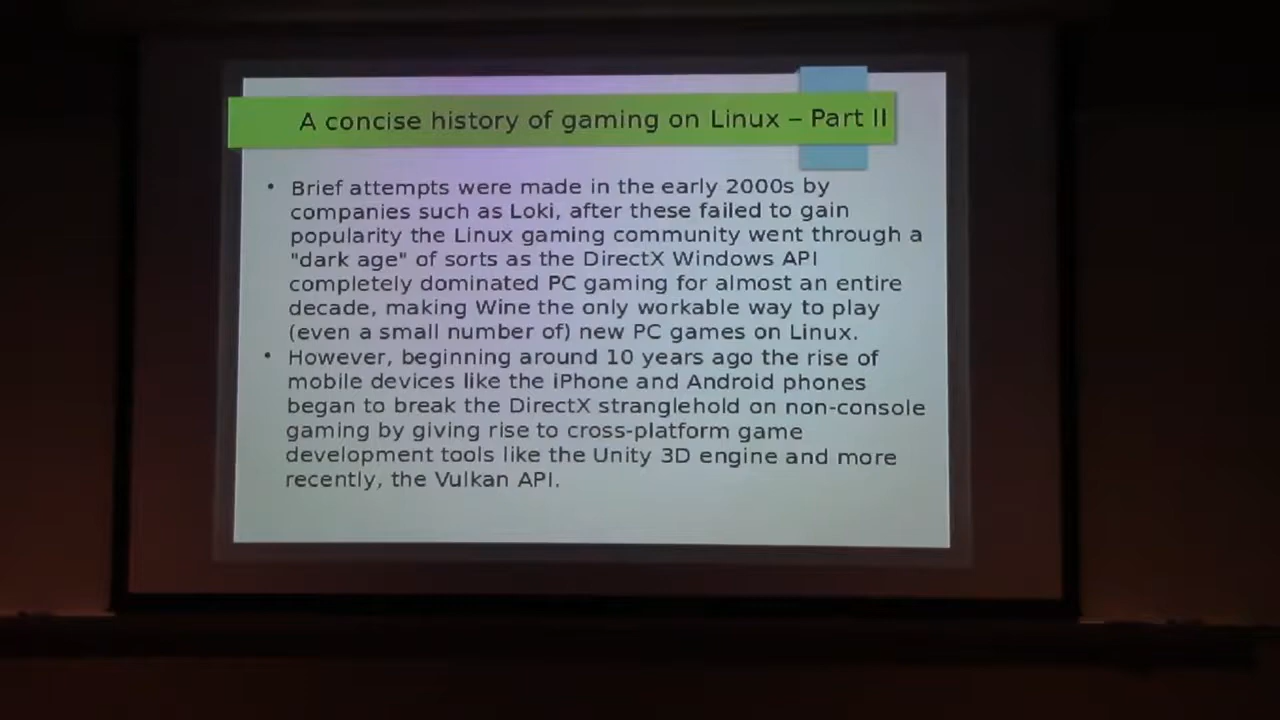 A concise history of gaming on Linux – Part II
• Brief attempts were made in the early 2000s by
companies such as Loki, after these failed to gain
popularity the Linux gaming community went through a
"dark age" of sorts as the DirectX Windows API
completely dominated PC gaming for almost an entire
decade, making Wine the only workable way to play
(even a small number of) new PC games on Linux.
• However, beginning around 10 years ago the rise of
mobile devices like the iPhone and Android phones
began to break the DirectX stranglehold on non-console
gaming by giving rise to cross-platform game
development tools like the Unity 3D engine and more
recently, the Vulkan API.